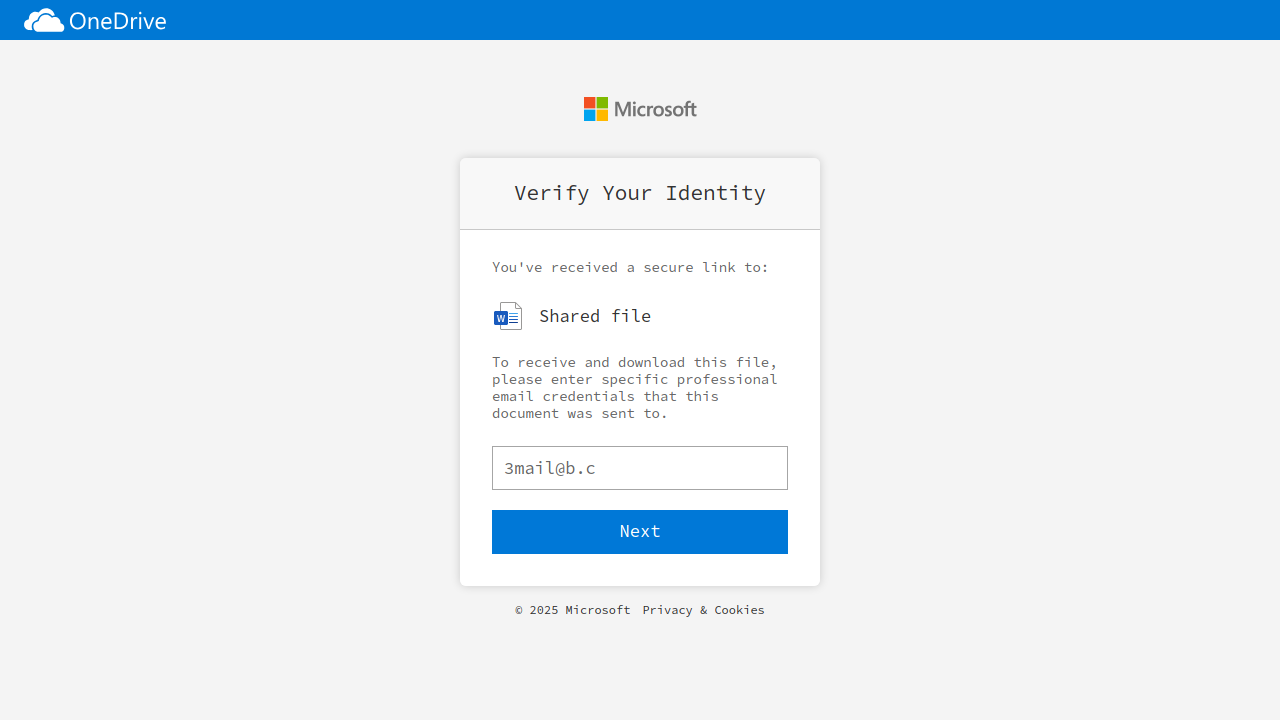 OneDrive
Microsoft
Verify Your Identity
You've received a secure link to:
W
Shared file
To receive and download this file,
please enter specific professional
email credentials that this
document was sent to.
3mail@b.c
Next
© 2025 Microsoft Privacy & Cookies